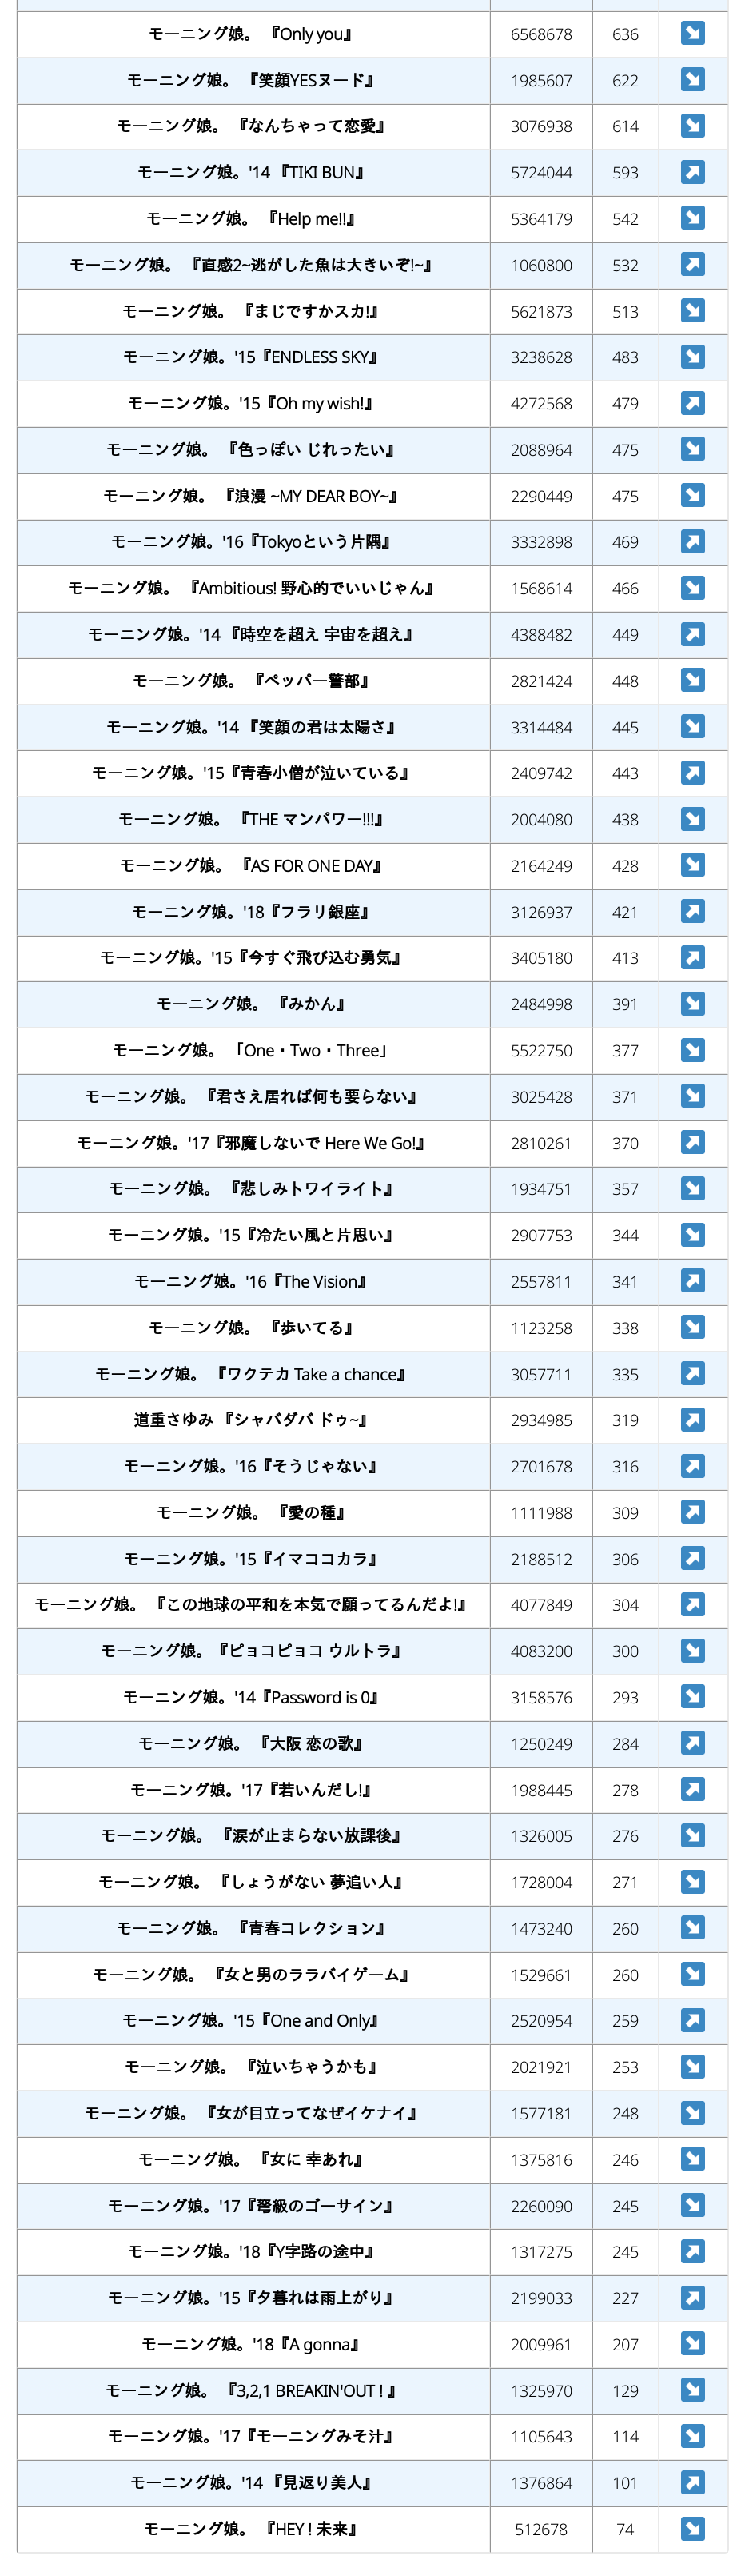 モーニング娘。 『Only you』 6568678 636
モーニング娘。 『笑顔YESヌード』 1985607 622
モーニング娘。 『なんちゃって恋愛』 3076938 614
モーニング娘。'14 『TIKI BUN』 5724044 593
モーニング娘。 『Help me!!』 5364179 542
モーニング娘。 『直感2~逃がした魚は大きいぞ!~』 1060800 532
モーニング娘。 『まじですかスカ!』 5621873 513
モーニング娘。'15『ENDLESS SKY』 3238628 483
モーニング娘。'15『Oh my wish!』 4272568 479
モーニング娘。 『色っぽい じれったい』 2088964 475
モーニング娘。 『浪漫 ~MY DEAR BOY~』 2290449 475
モーニング娘。'16『Tokyoという片隅』 3332898 469
モーニング娘。 『Ambitious! 野心的でいいじゃん』 1568614 466
モーニング娘。'14 『時空を超え 宇宙を超え』 4388482 449
モーニング娘。 『ペッパー警部』 2821424 448
モーニング娘。'14 『笑顔の君は太陽さ』 3314484 445
モーニング娘。'15『青春小僧が泣いている』 2409742 443
モーニング娘。 『THE マンパワー!!!』 2004080 438
モーニング娘。 『AS FOR ONE DAY』 2164249 428
モーニング娘。'18『フラリ銀座』 3126937 421
モーニング娘。'15『今すぐ飛び込む勇気』 3405180 413
モーニング娘。 『みかん』 2484998 391
モーニング娘。 「One・Two・Three」 5522750 377
モーニング娘。 『君さえ居れば何も要らない』 3025428 371
モーニング娘。'17『邪魔しないで Here We Go!』 2810261 370
モーニング娘。 『悲しみトワイライト』 1934751 357
モーニング娘。'15『冷たい風と片思い』 2907753 344
モーニング娘。'16『The Vision』 2557811 341
モーニング娘。 『歩いてる』 1123258 338
モーニング娘。 『ワクテカ Take a chance』 3057711 335
道重さゆみ 『シャバダバ ドゥ~』 2934985 319
モーニング娘。'16『そうじゃない』 2701678 316
モーニング娘。 『愛の種』 1111988 309
モーニング娘。'15『イマココカラ』 2188512 306
モーニング娘。 『この地球の平和を本気で願ってるんだよ!』 4077849 304
モーニング娘。『ピョコピョコ ウルトラ』 4083200 300
モーニング娘。'14『Password is 0』 3158576 293
モーニング娘。 『大阪 恋の歌』 1250249 284
モーニング娘。'17『若いんだし!』 1988445 278
モーニング娘。 『涙が止まらない放課後』 1326005 276
モーニング娘。 『しょうがない 夢追い人』 1728004 271
モーニング娘。 『青春コレクション』 1473240 260
モーニング娘。 『女と男のララバイゲーム』 1529661 260
モーニング娘。'15『One and Only』 2520954 259
モーニング娘。 『泣いちゃうかも』 2021921 253
モーニング娘。 『女が目立ってなぜイケナイ』 1577181 248
モーニング娘。 『女に 幸あれ』 1375816 246
モーニング娘。'17『弩級のゴーサイン』 2260090 245
モーニング娘。'18『Y字路の途中』 1317275 245
モーニング娘。'15『夕暮れは雨上がり』 2199033 227
モーニング娘。'18『A gonna』 2009961 207
モーニング娘。 『3,2,1 BREAKIN'OUT ! 』 1325970 129
モーニング娘。'17『モーニングみそ汁』 1105643 114
モーニング娘。'14 『見返り美人』 1376864 101
モーニング娘。 『HEY ! 未来』 512678 74